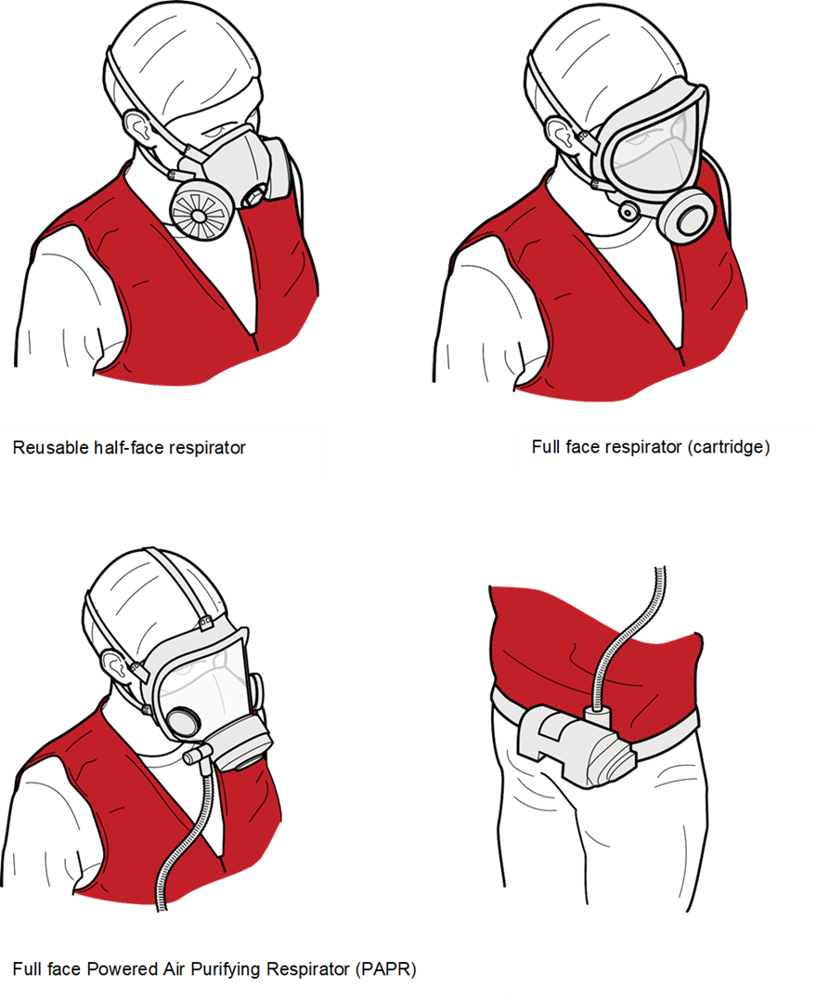 Reusable half-face respirator
Full face respirator (cartridge)
Full face Powered Air Purifying Respirator (PAPR)